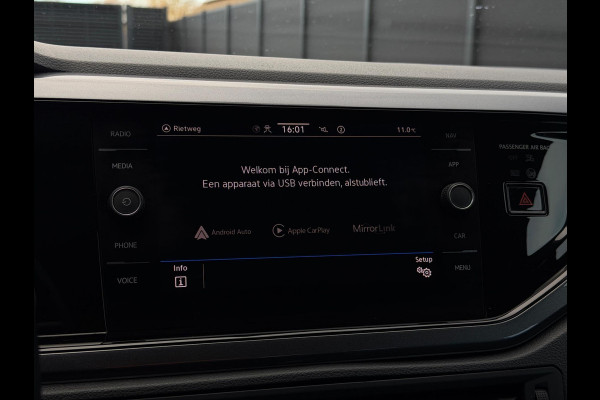 RADIO
MEDIA
PHONE
VOICE
Rietweg
16:01
2
11.0°C
Welkom bij App-Connect.
Een apparaat via USB verbinden, alstublieft.
Android Auto
Apple CarPlay
MirrorLink
Info
Setup
NAV
APP
CAR
MENU
PASSENGER AIR BAG